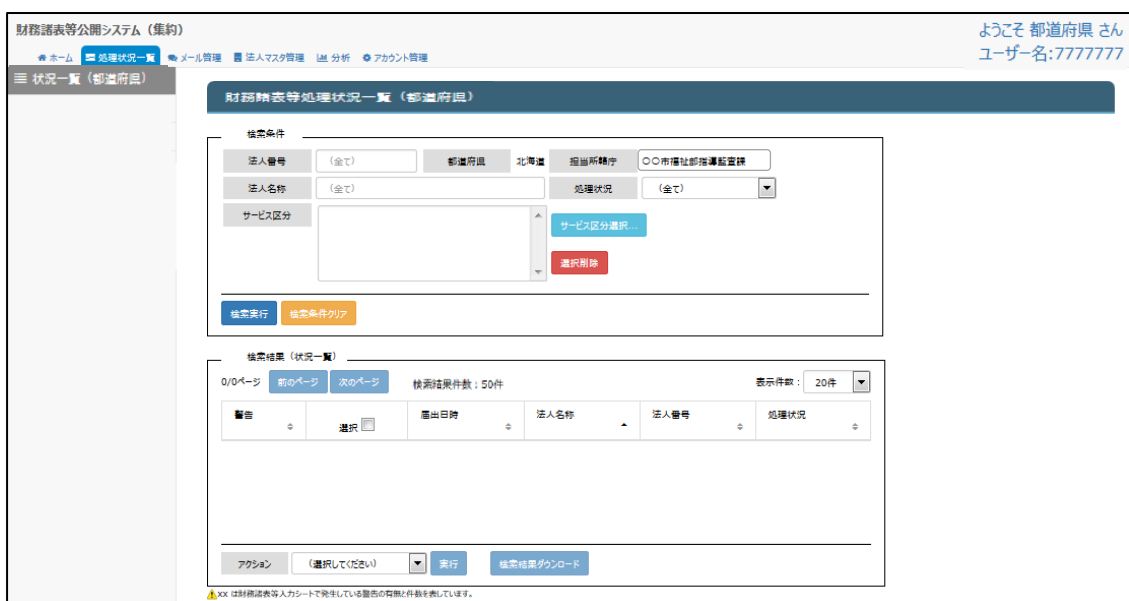 財務諸表等公開システム（集約）
ようこそ 都道府県 さん
ユーザー名:7777777
ホーム 処理状況一覧 メール管理 法人マスタ管理 分析 アカウント管理
状況一覧（都道府県）
財務諸表等処理状況一覧（都道府県）
検索条件
法人番号 （全て） 都道府県 北海道 担当所轄庁 〇〇市福祉部指導監査課
法人名称 （全て） 処理状況 （全て）
サービス区分
サービス区分選択...
選択削除
検索実行 検索条件クリア
検索結果（状況一覧）
0/0ページ 前のページ 次のページ 検索結果件数：50件 表示件数： 20件
警告 選択 届出日時 法人名称 法人番号 処理状況
アクション （選択してください） 実行 検索結果ダウンロード
xx は財務諸表等入力シートで発生している警告の有無と件数を表しています。